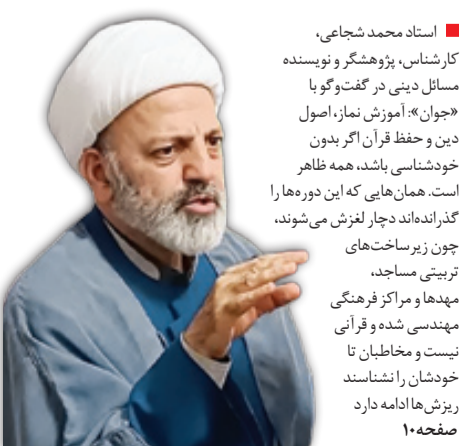 استاد محمد شجاعی،
کارشناس، پژوهشگر و نویسنده
مسائل دینی در گفت‌وگو با
«جوان»: آموزش نماز، اصول
دین و حفظ قرآن اگر بدون
خودشناسی باشد، همه ظاهر
است. همان‌هایی که این دوره‌ها را
گذرانده‌اند دچار لغزش می‌شوند،
چون زیرساخت‌های
تربیتی مساجد،
مهدها و مراکز فرهنگی
مهندسی شده و قرآنی
نیست و مخاطبان تا
خودشان را نشناسند
ریزش‌ها ادامه دارد
صفحه۱۰